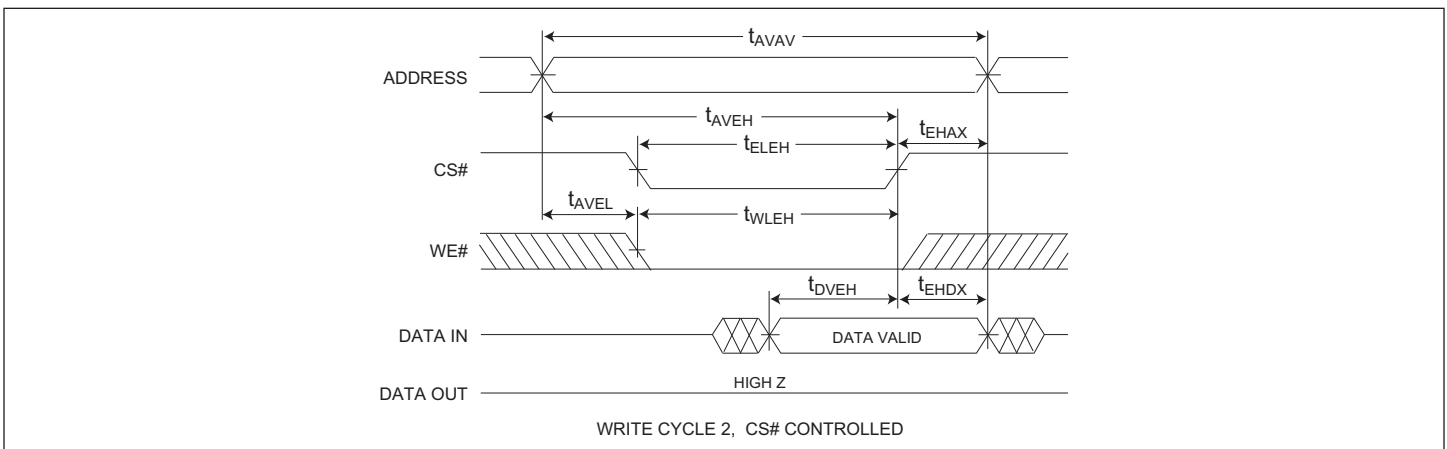 tAVAV
ADDRESS
tAVEH
tEHAX
tELEH
CS#
tAVEL
tWLEH
WE#
tDVEH
tEHDX
DATA IN
DATA VALID
HIGH Z
DATA OUT
WRITE CYCLE 2, CS# CONTROLLED